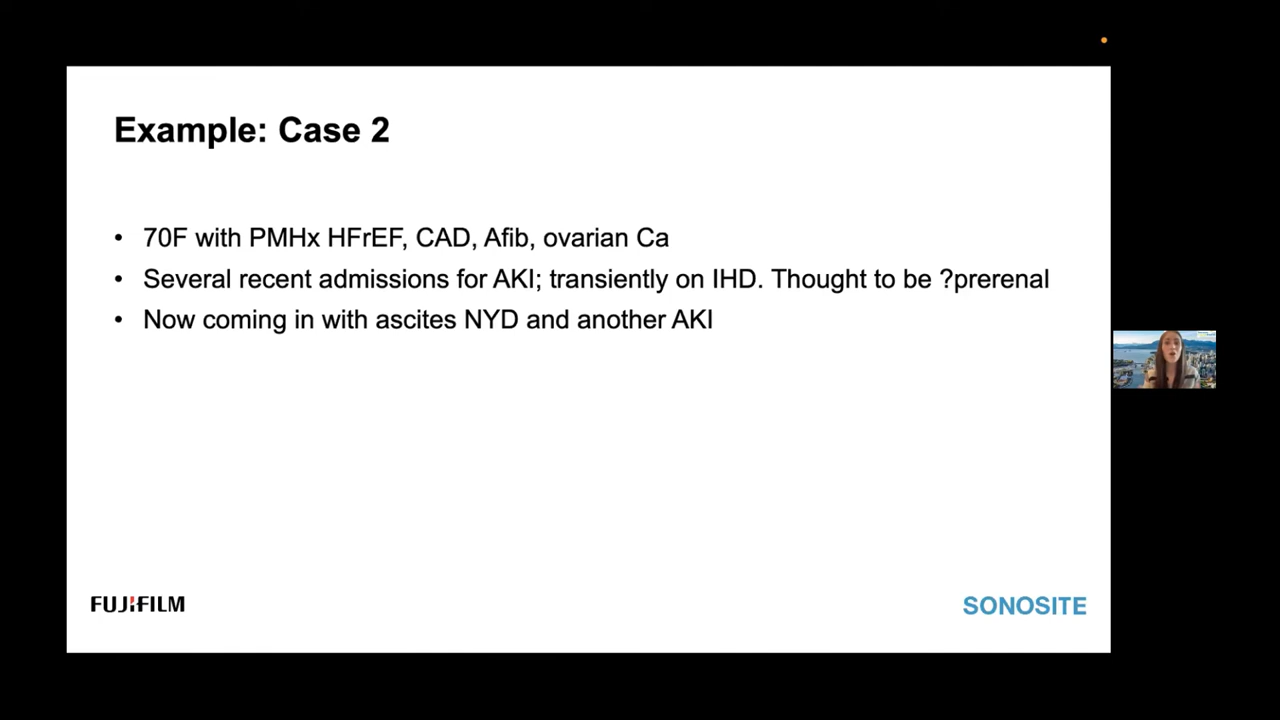 Example: Case 2
• 70F with PMHx HFrEF, CAD, Afib, ovarian Ca
• Several recent admissions for AKI; transiently on IHD. Thought to be ?prerenal
• Now coming in with ascites NYD and another AKI
FUJIFILM
SONOSITE